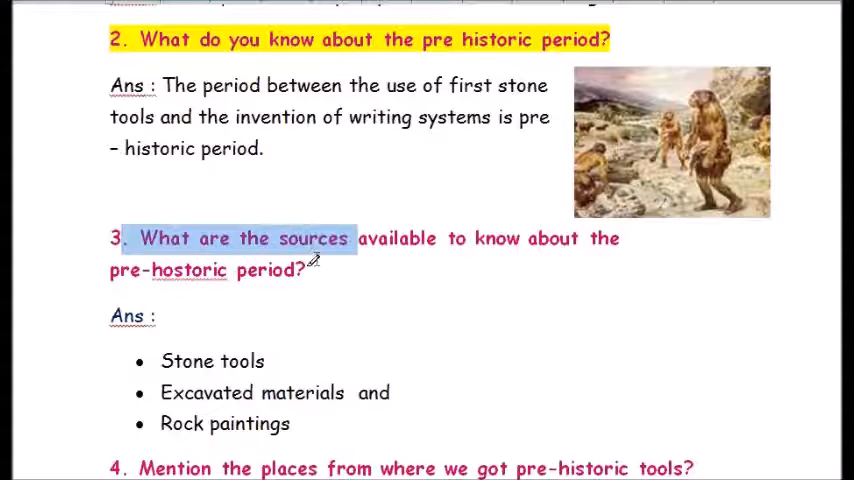 2. What do you know about the pre historic period?
Ans : The period between the use of first stone
tools and the invention of writing systems is pre
– historic period.
3. What are the sources available to know about the
pre-hostoric period?
Ans :
• Stone tools
• Excavated materials and
• Rock paintings
4. Mention the places from where we got pre-historic tools?